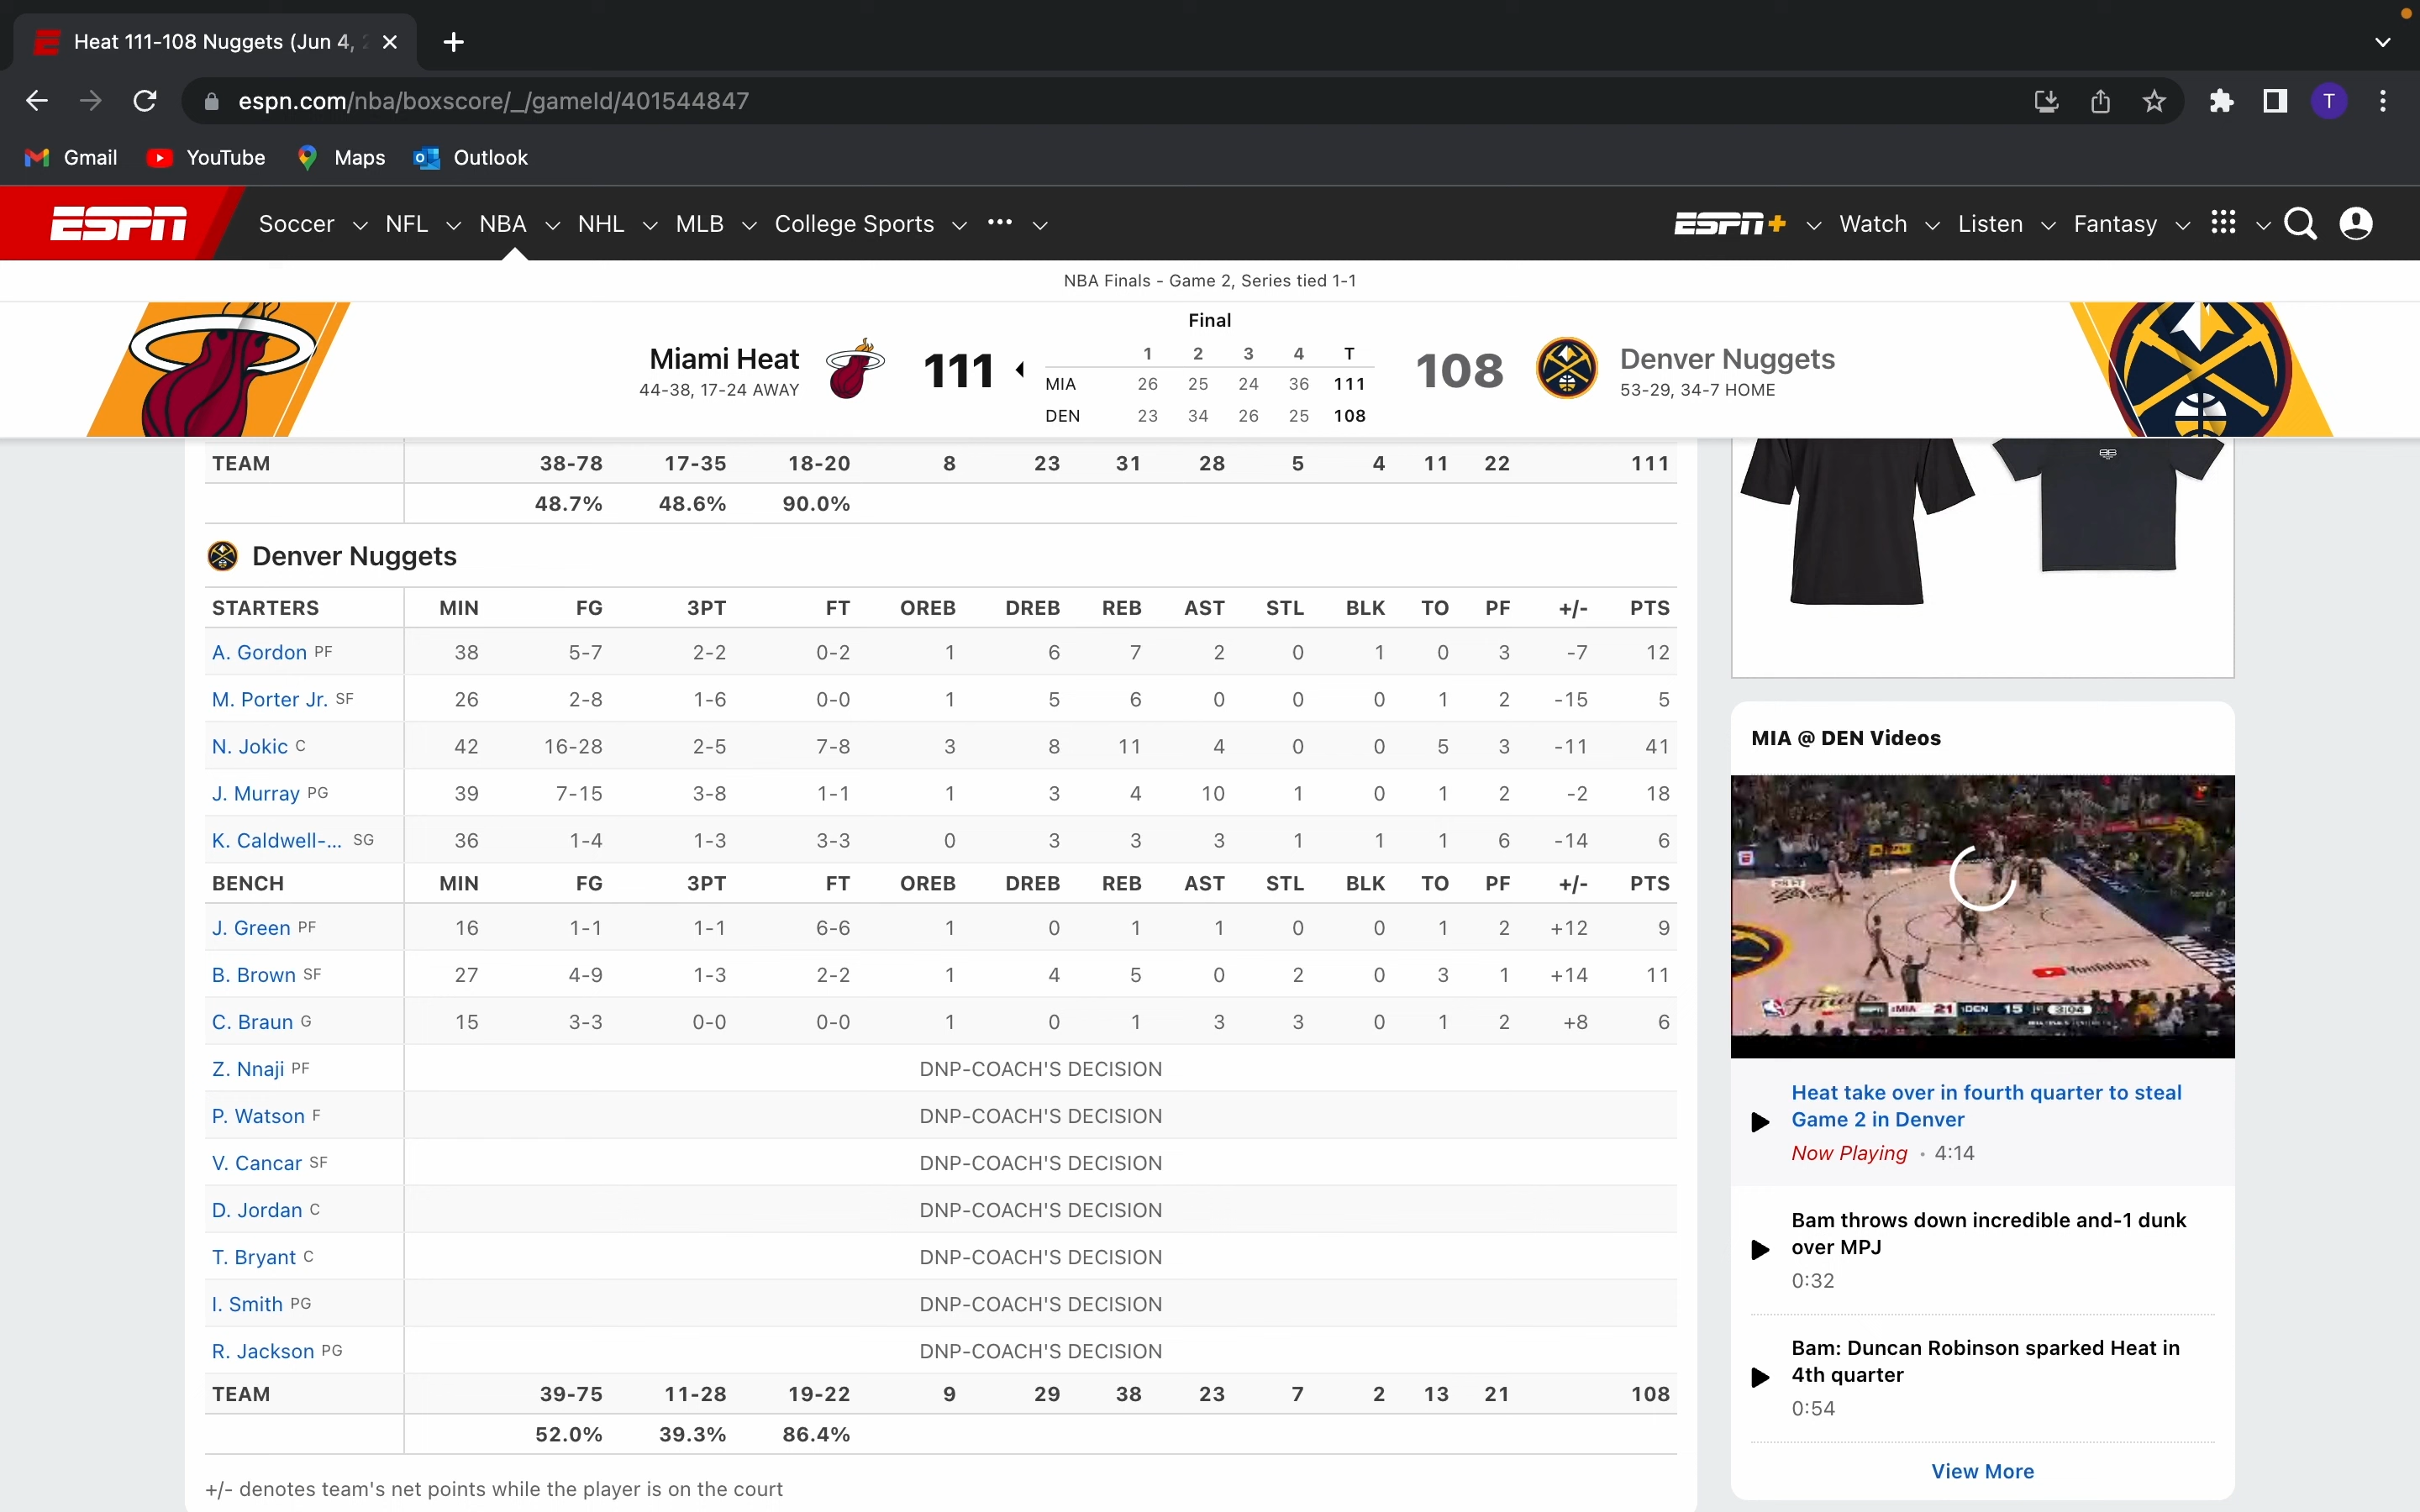 Heat 111-108 Nuggets (Jun 4,
espn.com/nba/boxscore/_/gameId/401544847
T
Gmail YouTube Maps Outlook
ESPN Soccer NFL NBA NHL MLB College Sports ••• ESPN+ Watch Listen Fantasy
NBA Finals - Game 2, Series tied 1-1
Final
Miami Heat
44-38, 17-24 AWAY
111
1 2 3 4 T
MIA 26 25 24 36 111
DEN 23 34 26 25 108
108
Denver Nuggets
53-29, 34-7 HOME
TEAM 38-78 17-35 18-20 8 23 31 28 5 4 11 22 111
48.7% 48.6% 90.0%
Denver Nuggets
STARTERS MIN FG 3PT FT OREB DREB REB AST STL BLK TO PF +/- PTS
A. Gordon PF 38 5-7 2-2 0-2 1 6 7 2 0 1 0 3 -7 12
M. Porter Jr. SF 26 2-8 1-6 0-0 1 5 6 0 0 0 1 2 -15 5
N. Jokic C 42 16-28 2-5 7-8 3 8 11 4 0 0 5 3 -11 41
J. Murray PG 39 7-15 3-8 1-1 1 3 4 10 1 0 1 2 -2 18
K. Caldwell-... SG 36 1-4 1-3 3-3 0 3 3 3 1 1 1 6 -14 6
BENCH MIN FG 3PT FT OREB DREB REB AST STL BLK TO PF +/- PTS
J. Green PF 16 1-1 1-1 6-6 1 0 1 1 0 0 1 2 +12 9
B. Brown SF 27 4-9 1-3 2-2 1 4 5 0 2 0 3 1 +14 11
C. Braun G 15 3-3 0-0 0-0 1 0 1 3 3 0 1 2 +8 6
Z. Nnaji PF DNP-COACH'S DECISION
P. Watson F DNP-COACH'S DECISION
V. Cancar SF DNP-COACH'S DECISION
D. Jordan C DNP-COACH'S DECISION
T. Bryant C DNP-COACH'S DECISION
I. Smith PG DNP-COACH'S DECISION
R. Jackson PG DNP-COACH'S DECISION
TEAM 39-75 11-28 19-22 9 29 38 23 7 2 13 21 108
52.0% 39.3% 86.4%
+/- denotes team's net points while the player is on the court
MIA @ DEN Videos
YouTubeTV
Finals
MIA 21 DEN 15 3:04
Heat take over in fourth quarter to steal
Game 2 in Denver
Now Playing • 4:14
Bam throws down incredible and-1 dunk
over MPJ
0:32
Bam: Duncan Robinson sparked Heat in
4th quarter
0:54
View More